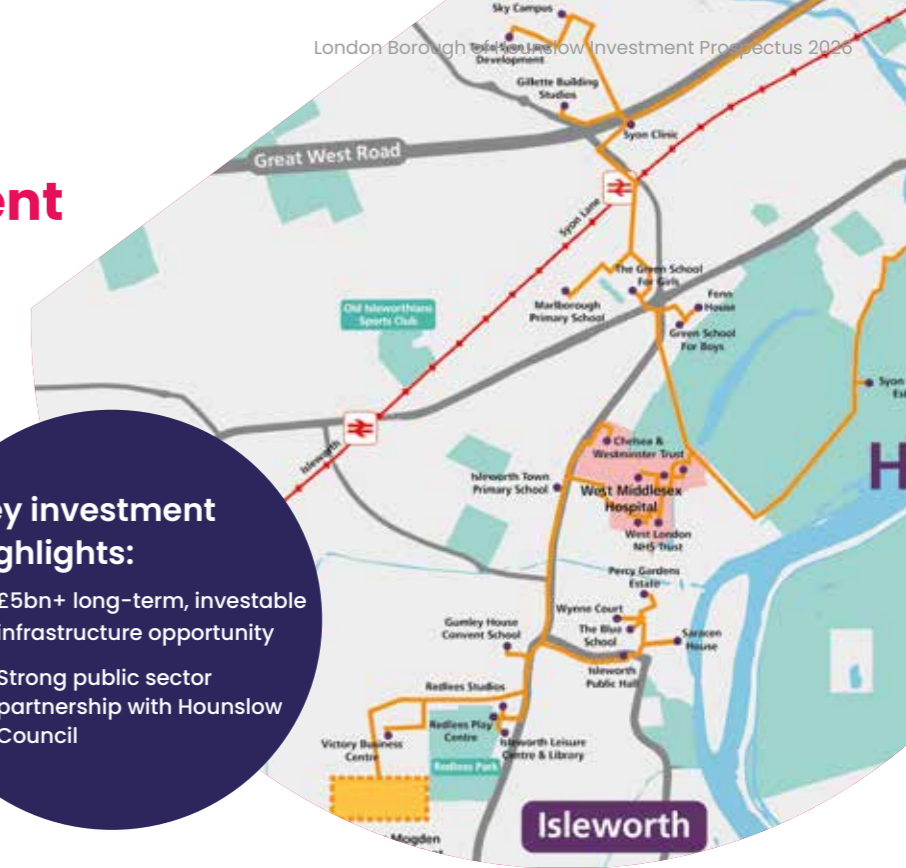 London Borough of Hounslow Investment Prospectus 2026
Sky Campus
Development
Gillette Building
Studios
Syon Clinic
Great West Road
Syon Lane
The Green School
For Girls
Marlborough
Primary School
Fenn
House
Green School
For Boys
Old Isleworthians
Sports Club
Syon
Isleworth
Chelsea &
Westminster Trust
Isleworth Town
Primary School
West Middlesex
Hospital
West London
NHS Trust
Percy Gardens
Estate
Wynne Court
The Blue
School
Saracen
House
Gumley House
Convent School
Isleworth
Public Hall
Redlees Studios
Redlees Play
Centre
Isleworth Leisure
Centre & Library
Victory Business
Centre
Redlees Park
Mogden
Isleworth
H
ent
ey investment
ghlights:
£5bn+ long-term, investable
infrastructure opportunity
Strong public sector
partnership with Hounslow
Council